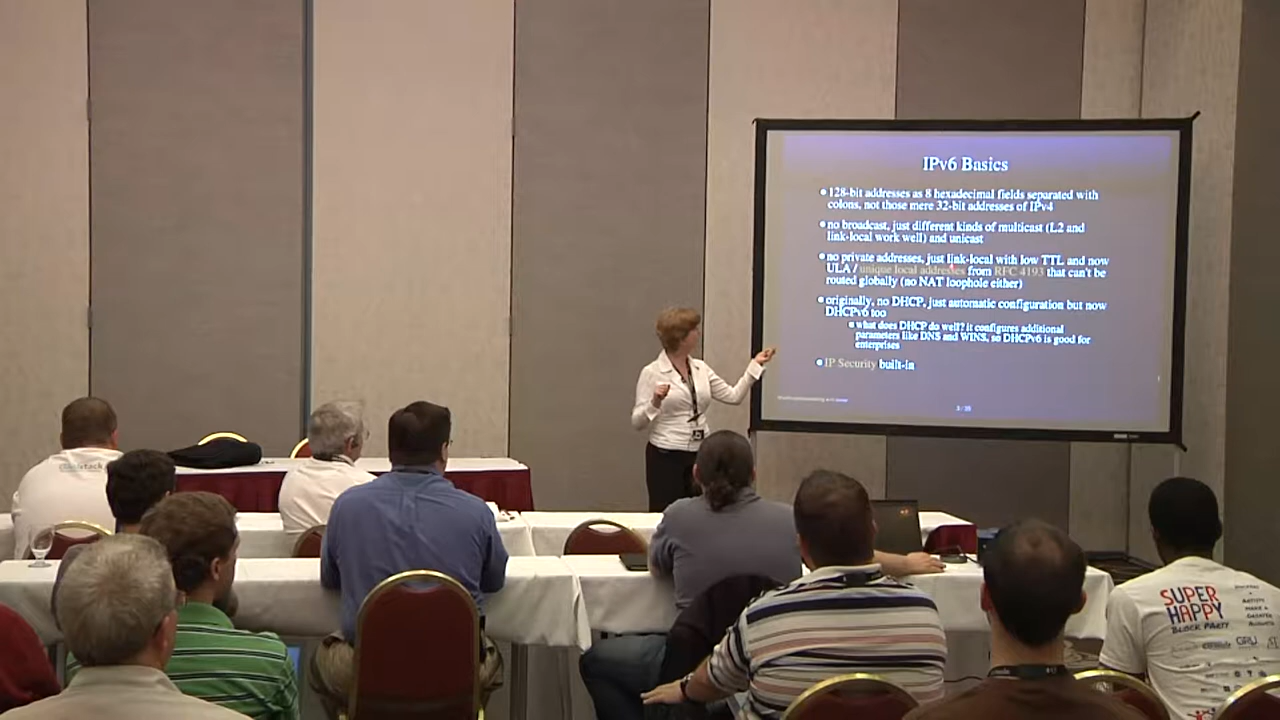 IPv6 Basics
128-bit addresses as 8 hexadecimal fields separated with
colons, not those mere 32-bit addresses of IPv4
no broadcast, just different kinds of multicast (L2 and
link-local work well) and unicast
no private addresses, just link-local with low TTL and now
ULA / unique local addresses from RFC 4193 that can't be
routed globally (no NAT loophole either)
originally, no DHCP, just automatic configuration but now
DHCPv6 too
what does DHCP do well? it configures additional
parameters like DNS and WINS, so DHCPv6 is good for
enterprises
IP Security built-in
SUPER
HAPPY
BLOCK PARTY
ARTISTS
MAKE A
GREATER
AUGUSTA
GRU